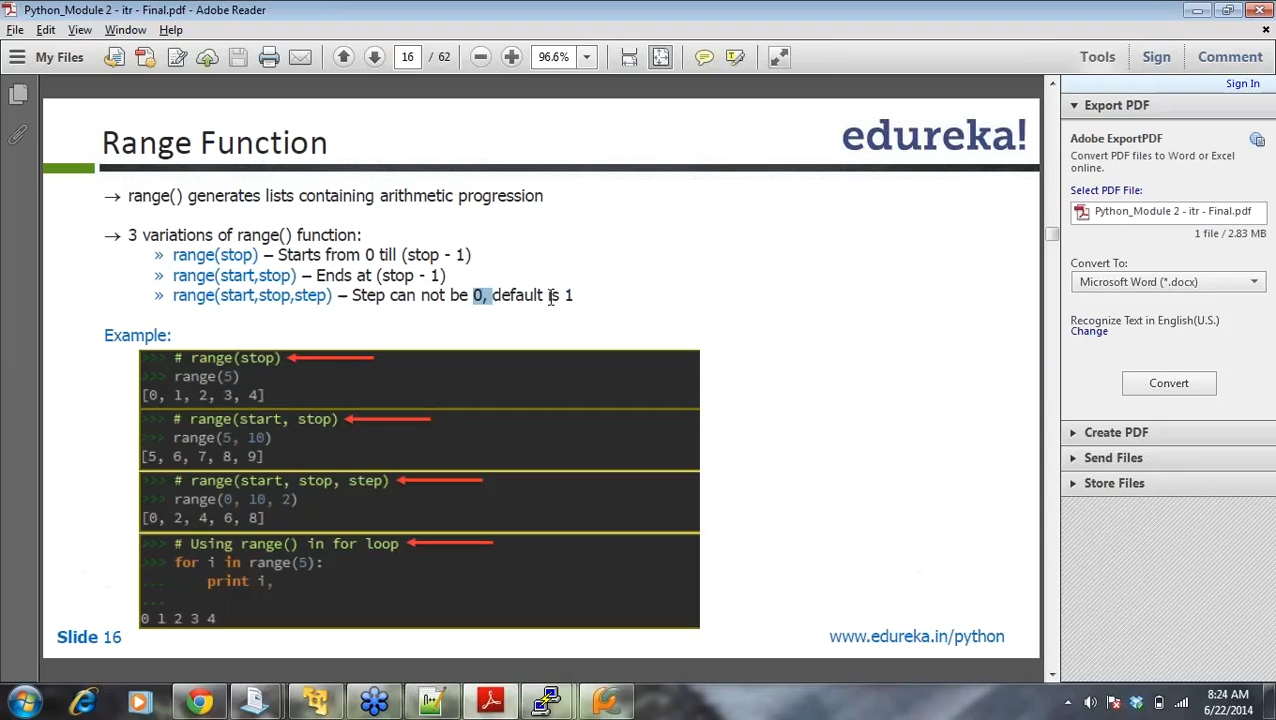 Python_Module 2 - itr - Final.pdf - Adobe Reader
File Edit View Window Help
My Files 16 / 62 96.6% Tools Sign Comment
Sign In
Range Function
edureka!
→ range() generates lists containing arithmetic progression
→ 3 variations of range() function:
» range(stop) – Starts from 0 till (stop - 1)
» range(start,stop) – Ends at (stop - 1)
» range(start,stop,step) – Step can not be 0, default is 1
Example:
>>> # range(stop)
>>> range(5)
[0, 1, 2, 3, 4]
>>> # range(start, stop)
>>> range(5, 10)
[5, 6, 7, 8, 9]
>>> # range(start, stop, step)
>>> range(0, 10, 2)
[0, 2, 4, 6, 8]
>>> # Using range() in for loop
>>> for i in range(5):
... print i,
...
0 1 2 3 4
Slide 16
www.edureka.in/python
Export PDF
Adobe ExportPDF
Convert PDF files to Word or Excel
online.
Select PDF File:
Python_Module 2 - itr - Final.pdf
1 file / 2.83 MB
Convert To:
Microsoft Word (*.docx)
Recognize Text in English(U.S.)
Change
Convert
Create PDF
Send Files
Store Files
8:24 AM
6/22/2014